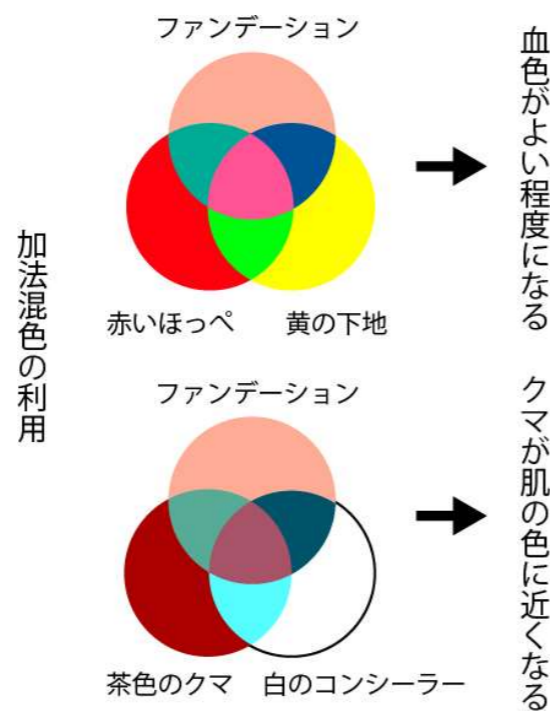 加法混色の利用
ファンデーション
赤いほっぺ
黄の下地
血色がよい程度になる
ファンデーション
茶色のクマ
白のコンシーラー
クマが肌の色に近くなる